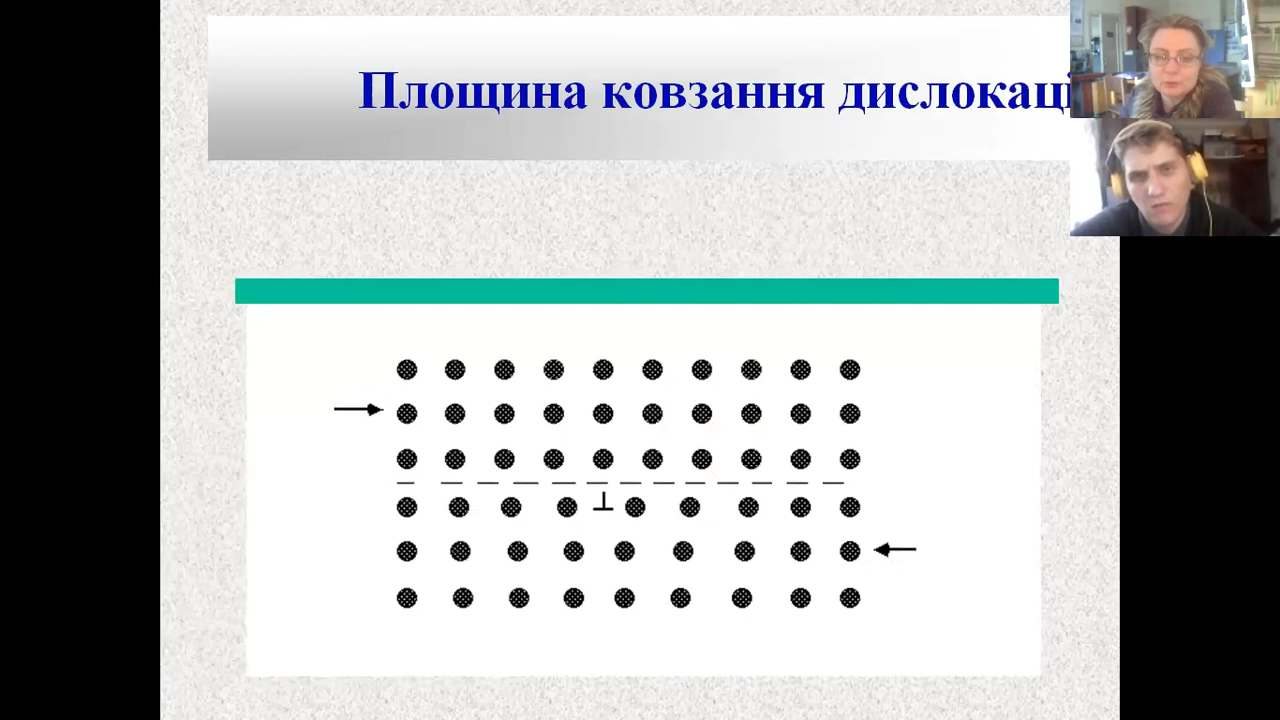 Площина ковзання дислокаці